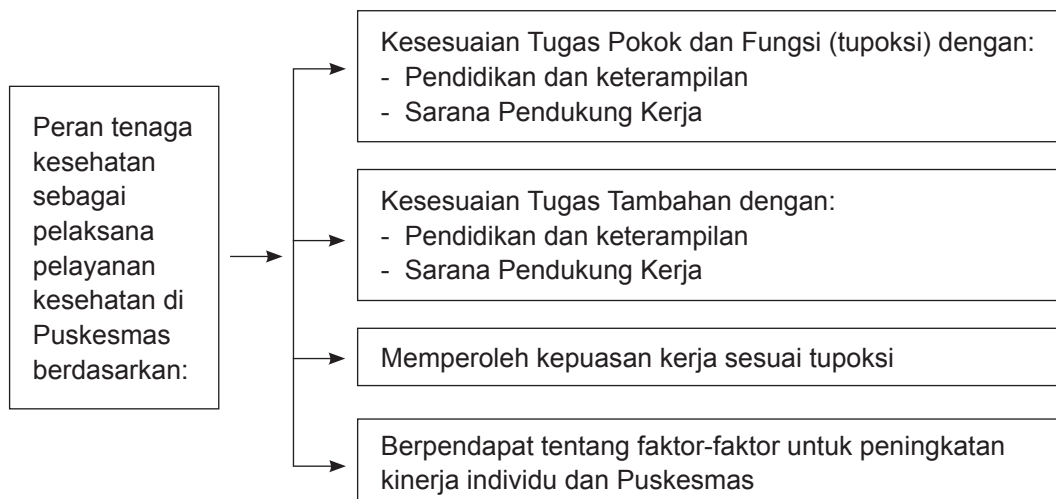 Peran tenaga
kesehatan
sebagai
pelaksana
pelayanan
kesehatan di
Puskesmas
berdasarkan:
Kesesuaian Tugas Pokok dan Fungsi (tupoksi) dengan:
- Pendidikan dan keterampilan
- Sarana Pendukung Kerja
Kesesuaian Tugas Tambahan dengan:
- Pendidikan dan keterampilan
- Sarana Pendukung Kerja
Memperoleh kepuasan kerja sesuai tupoksi
Berpendapat tentang faktor-faktor untuk peningkatan
kinerja individu dan Puskesmas